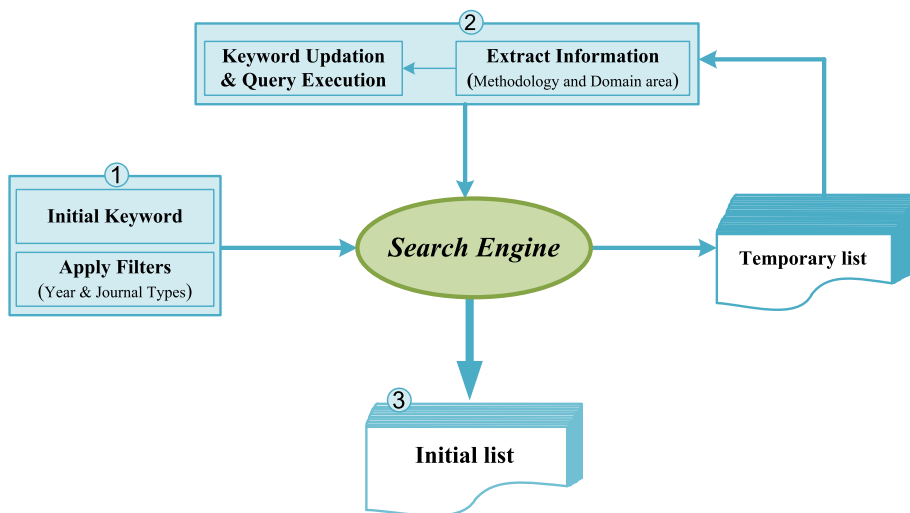 2
Keyword Updation
& Query Execution
Extract Information
(Methodology and Domain area)
1
Initial Keyword
Apply Filters
(Year & Journal Types)
Search Engine
Temporary list
3
Initial list